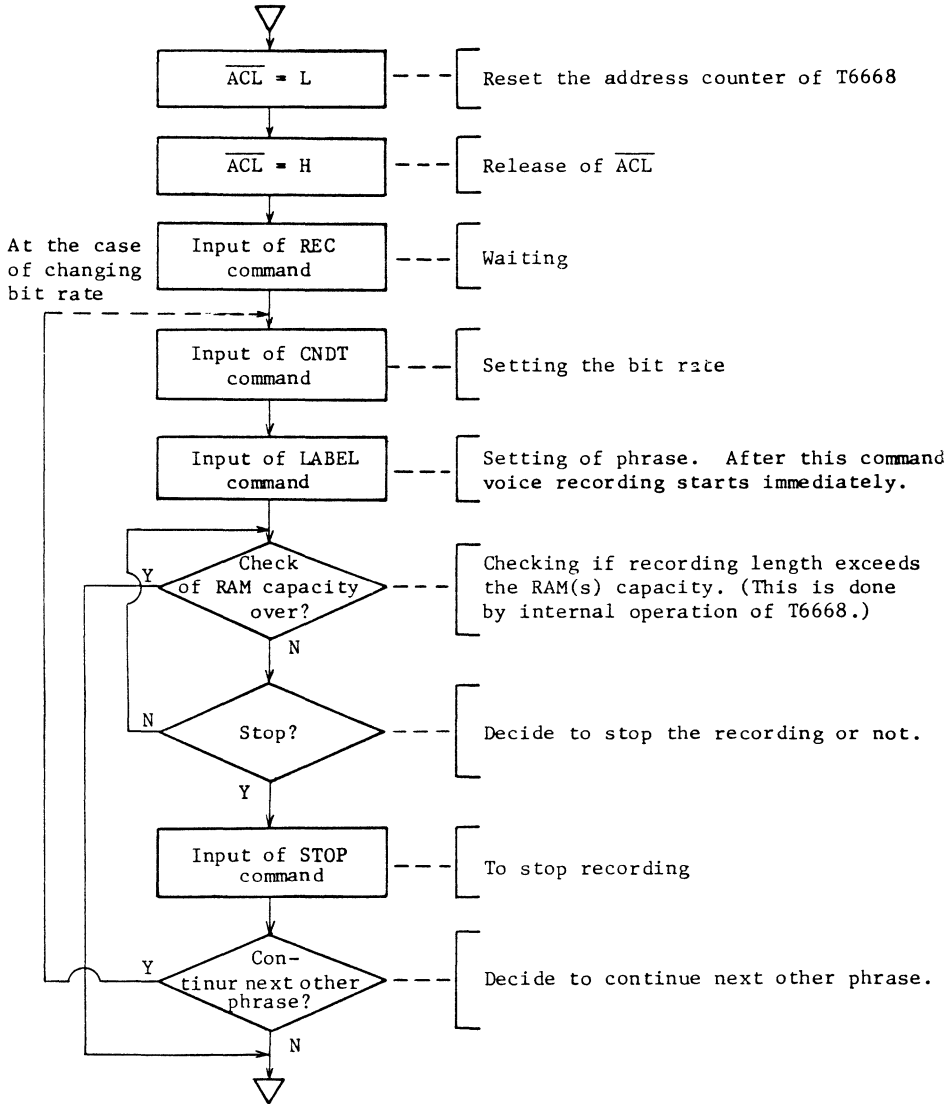 A̅C̅L̅ = L
Reset the address counter of T6668
A̅C̅L̅ = H
Release of A̅C̅L̅
Input of REC
command
Waiting
At the case
of changing
bit rate
Input of CNDT
command
Setting the bit rate
Input of LABEL
command
Setting of phrase. After this command
voice recording starts immediately.
Check
of RAM capacity
over?
Y
N
Checking if recording length exceeds
the RAM(s) capacity. (This is done
by internal operation of T6668.)
Stop?
N
Y
Decide to stop the recording or not.
Input of STOP
command
To stop recording
Con-
tinur next other
phrase?
Y
N
Decide to continue next other phrase.